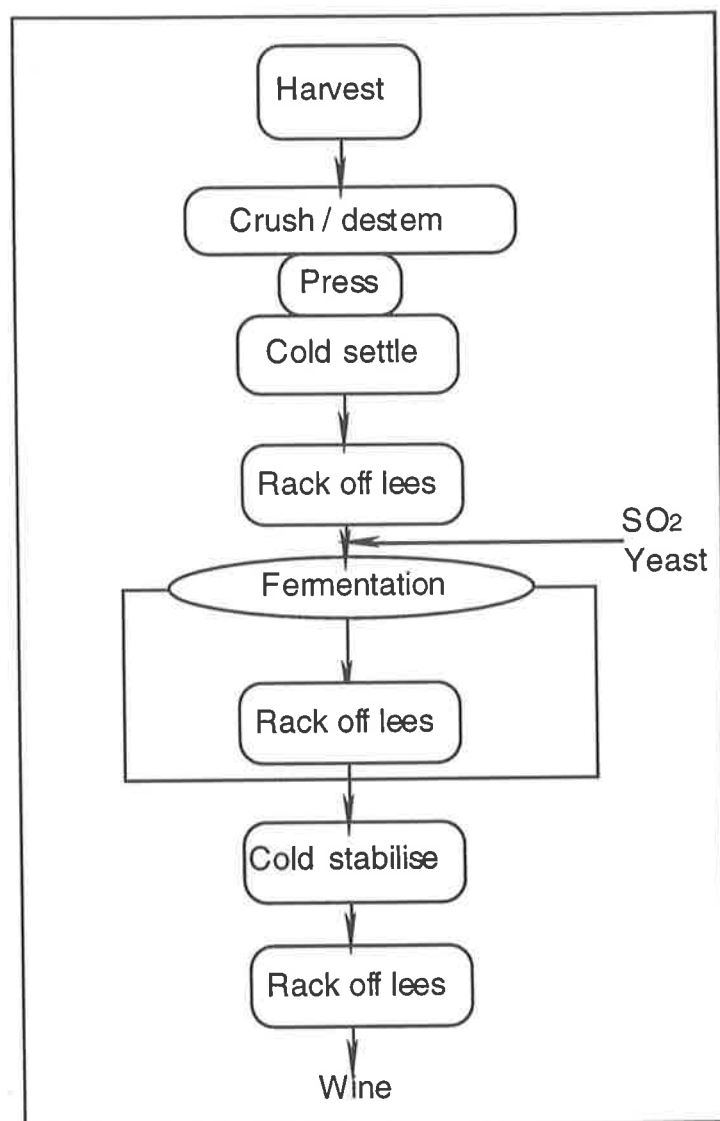 Harvest
Crush / destem
Press
Cold settle
Rack off lees
SO2
Yeast
Fermentation
Rack off lees
Cold stabilise
Rack off lees
Wine